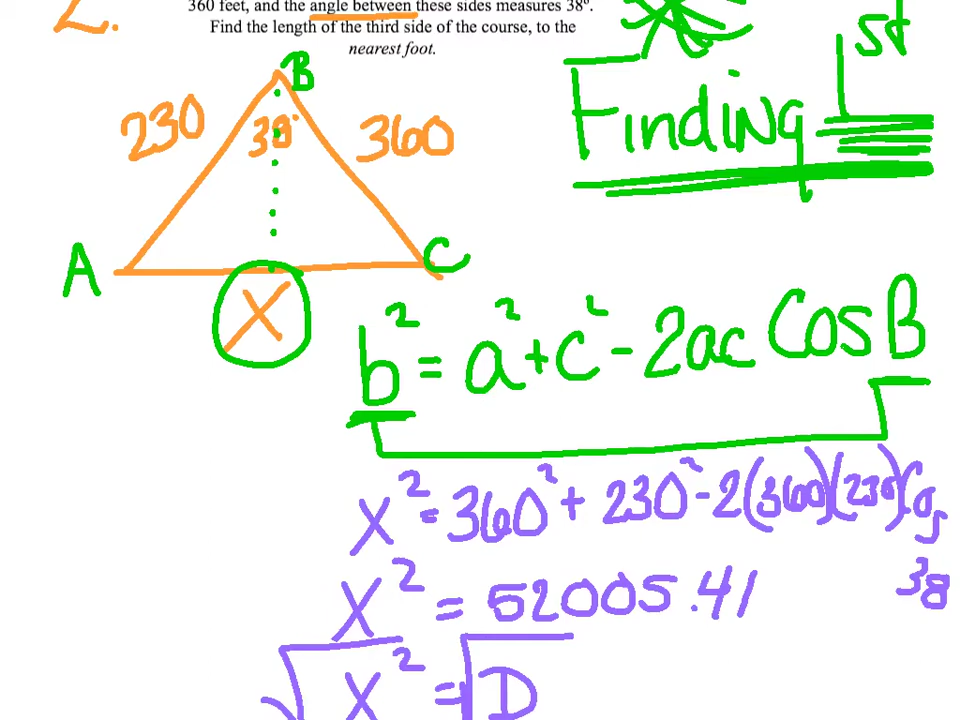 2.
360 feet, and the angle between these sides measures 38°.
Find the length of the third side of the course, to the
nearest foot.
1st
Finding
B
230
38°
360
A
C
X
b² = a² + c² - 2ac Cos B
X² = 360² + 230² - 2(360)(230)Cos
38
X² = 52005.41
√X² = √D